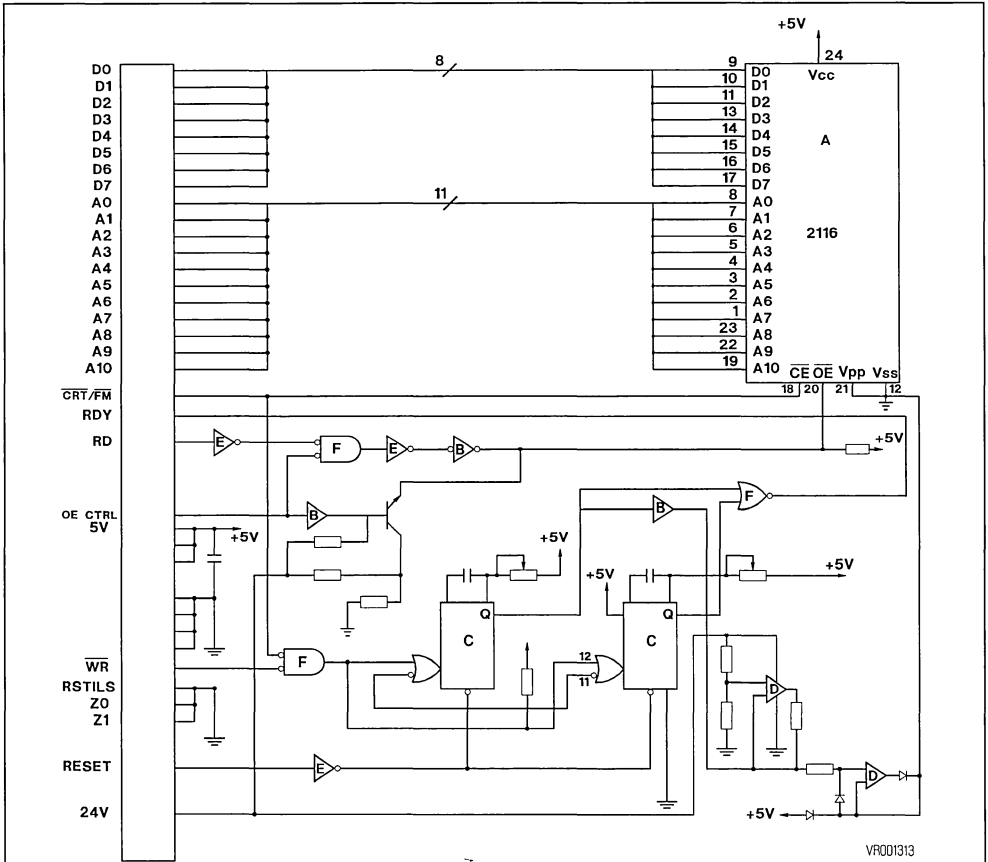 +5V
24
8
D0
D1
D2
D3
D4
D5
D6
D7
A0
A1
A2
A3
A4
A5
A6
A7
A8
A9
A10
11
9
10
11
13
14
15
16
17
8
7
6
5
4
3
2
1
23
22
19
D0
D1
D2
D3
D4
D5
D6
D7
A0
A1
A2
A3
A4
A5
A6
A7
A8
A9
A10
Vcc
A
2116
CE OE Vpp Vss
18 20 21 12
CRT/FM
RDY
RD
E
F
E
B
+5V
OE CTRL
5V
+5V
B
B
F
+5V
+5V
+5V
Q
C
Q
C
WR
F
12
11
RSTILS
Z0
Z1
D
RESET
E
D
24V
+5V
VR001313